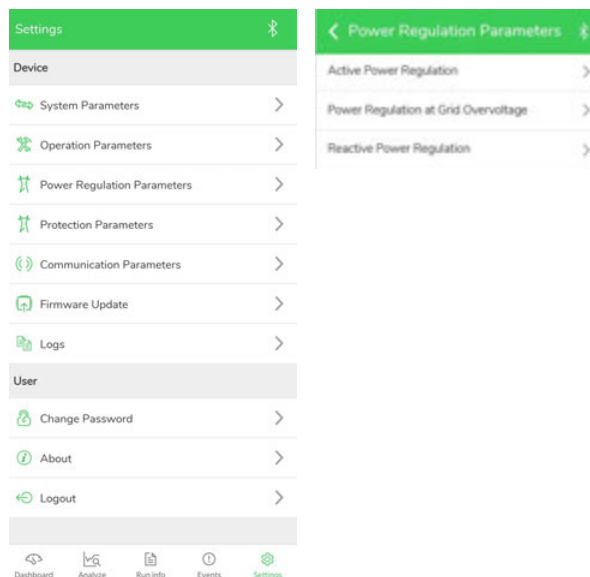 Settings
Device
System Parameters
Operation Parameters
Power Regulation Parameters
Protection Parameters
Communication Parameters
Firmware Update
Logs
User
Change Password
About
Logout
Dashboard Analyze Run info Events Settings
Power Regulation Parameters
Active Power Regulation
Power Regulation at Grid Overvoltage
Reactive Power Regulation